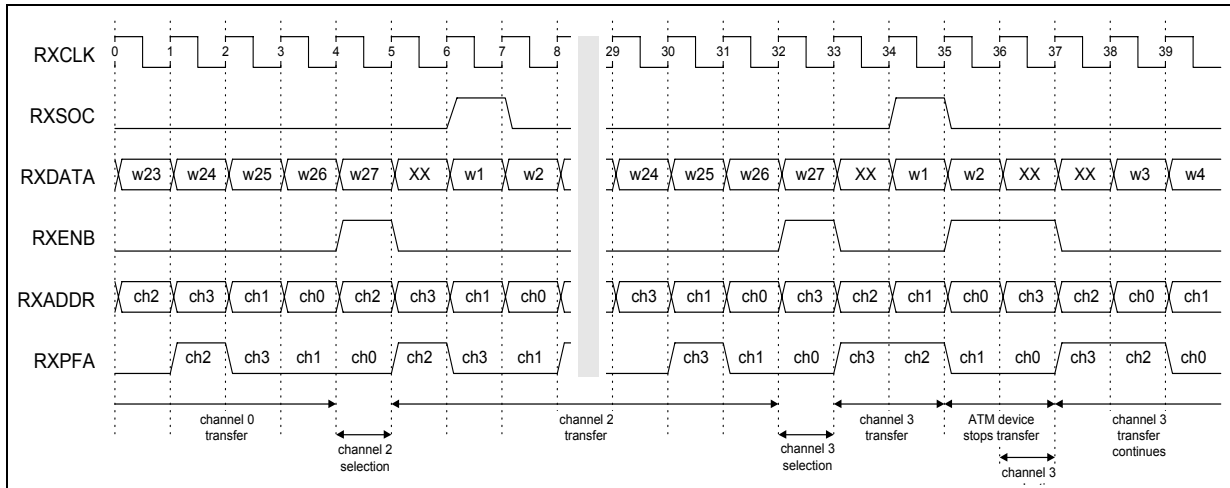 0 1 2 3 4 5 6 7 8 29 30 31 32 33 34 35 36 37 38 39
RXCLK
RXSOC
RXDATA w23 w24 w25 w26 w27 XX w1 w2 w24 w25 w26 w27 XX w1 w2 XX XX w3 w4
RXENB
RXADDR ch2 ch3 ch1 ch0 ch2 ch3 ch1 ch0 ch3 ch1 ch0 ch3 ch2 ch1 ch0 ch3 ch2 ch0 ch1
RXPFA ch2 ch3 ch1 ch0 ch2 ch3 ch1 ch3 ch1 ch0 ch3 ch2 ch1 ch0 ch3 ch2 ch0
channel 0
transfer
channel 2
selection
channel 2
transfer
channel 3
selection
channel 3
transfer
ATM device
stops transfer
channel 3
channel 3
transfer
continues